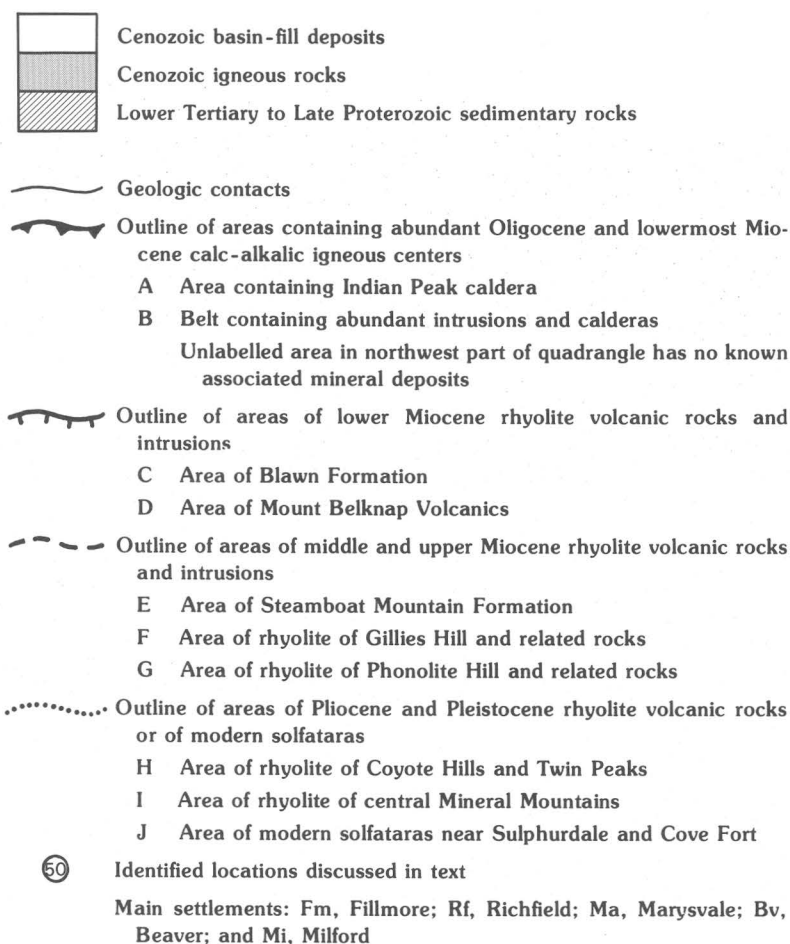 Cenozoic basin-fill deposits
Cenozoic igneous rocks
Lower Tertiary to Late Proterozoic sedimentary rocks
Geologic contacts
Outline of areas containing abundant Oligocene and lowermost Mio-
cene calc-alkalic igneous centers
A Area containing Indian Peak caldera
B Belt containing abundant intrusions and calderas
Unlabelled area in northwest part of quadrangle has no known
associated mineral deposits
Outline of areas of lower Miocene rhyolite volcanic rocks and
intrusions
C Area of Blawn Formation
D Area of Mount Belknap Volcanics
Outline of areas of middle and upper Miocene rhyolite volcanic rocks
and intrusions
E Area of Steamboat Mountain Formation
F Area of rhyolite of Gillies Hill and related rocks
G Area of rhyolite of Phonolite Hill and related rocks
Outline of areas of Pliocene and Pleistocene rhyolite volcanic rocks
or of modern solfataras
H Area of rhyolite of Coyote Hills and Twin Peaks
I Area of rhyolite of central Mineral Mountains
J Area of modern solfataras near Sulphurdale and Cove Fort
50 Identified locations discussed in text
Main settlements: Fm, Fillmore; Rf, Richfield; Ma, Marysvale; Bv,
Beaver; and Mi, Milford